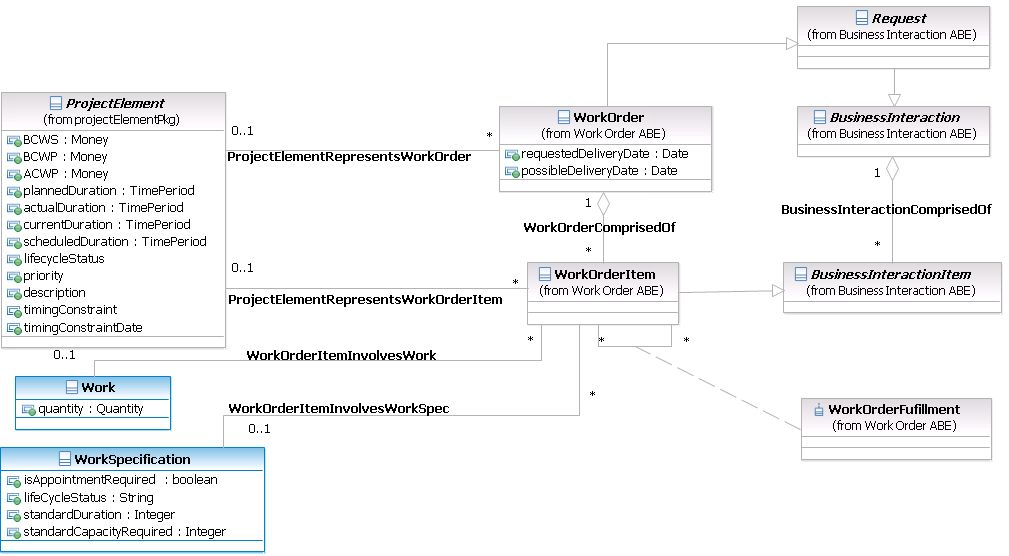 Request
(from Business Interaction ABE)
ProjectElement
(from projectElementPkg)
BCWS : Money
BCWP : Money
ACWP : Money
plannedDuration : TimePeriod
actualDuration : TimePeriod
currentDuration : TimePeriod
scheduledDuration : TimePeriod
lifecycleStatus
priority
description
timingConstraint
timingConstraintDate
0..1
*
ProjectElementRepresentsWorkOrder
WorkOrder
(from Work Order ABE)
requestedDeliveryDate : Date
possibleDeliveryDate : Date
BusinessInteraction
(from Business Interaction ABE)
1
WorkOrderComprisedOf
*
1
BusinessInteractionComprisedOf
*
0..1
*
ProjectElementRepresentsWorkOrderItem
WorkOrderItem
(from Work Order ABE)
BusinessInteractionItem
(from Business Interaction ABE)
*
*
*
0..1
WorkOrderItemInvolvesWork
Work
quantity : Quantity
*
WorkOrderItemInvolvesWorkSpec
0..1
WorkOrderFufillment
(from Work Order ABE)
WorkSpecification
isAppointmentRequired : boolean
lifeCycleStatus : String
standardDuration : Integer
standardCapacityRequired : Integer